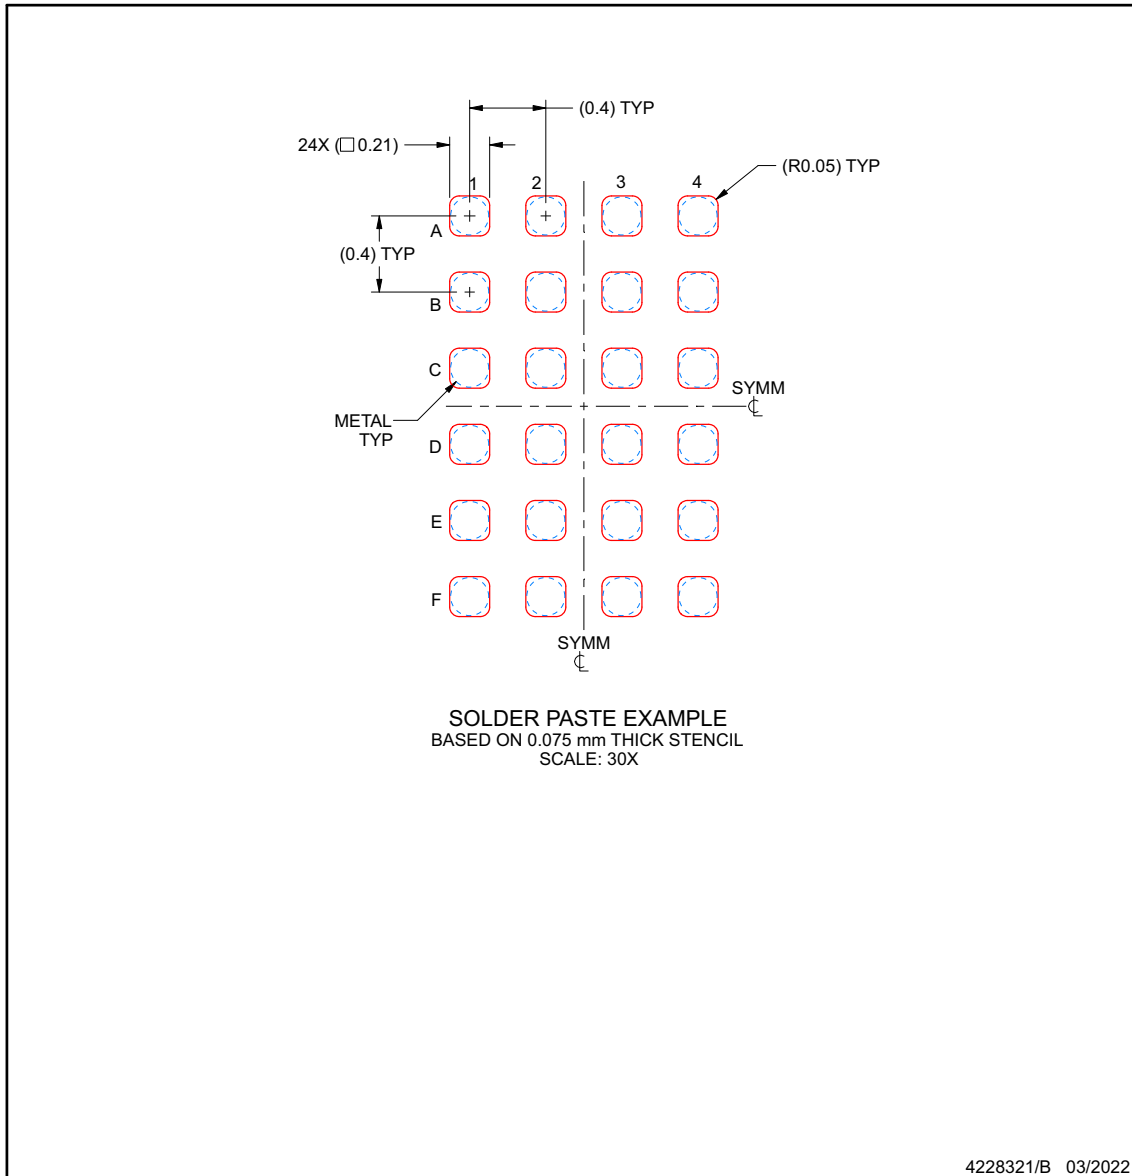 (0.4) TYP
24X (□0.21)
(R0.05) TYP
1
2
3
4
A
(0.4) TYP
B
C
SYMM
℄
METAL
TYP
D
E
F
SYMM
℄
SOLDER PASTE EXAMPLE
BASED ON 0.075 mm THICK STENCIL
SCALE: 30X
4228321/B 03/2022